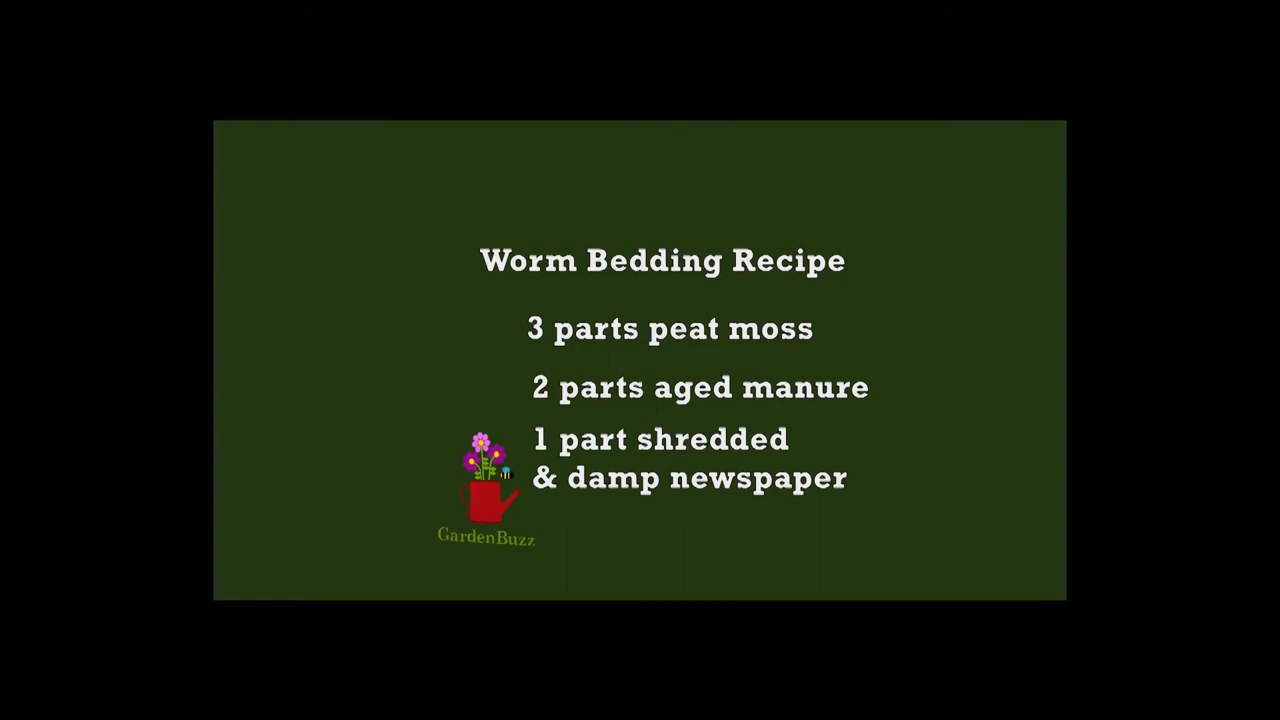 Worm Bedding Recipe
3 parts peat moss
2 parts aged manure
1 part shredded
& damp newspaper
GardenBuzz